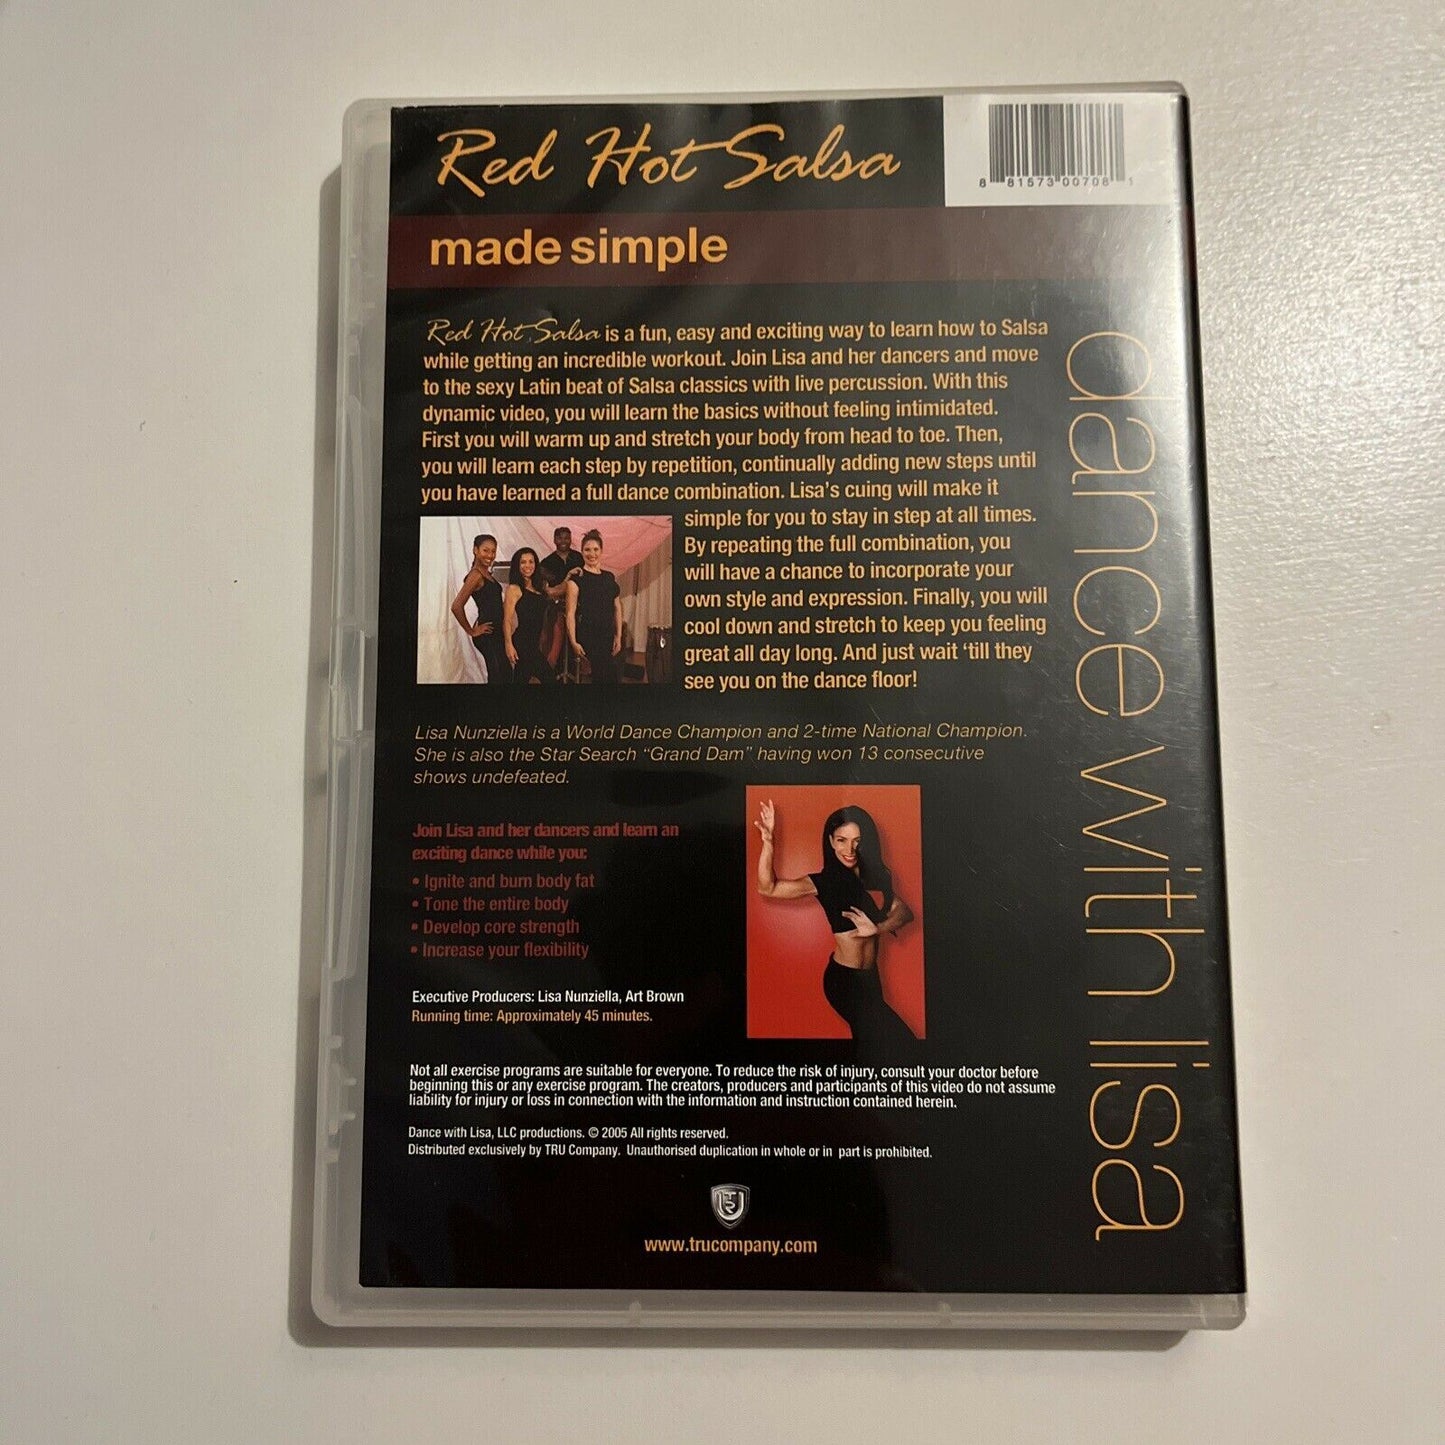 Red Hot Salsa
8 81573 00708 1
made simple
Red Hot Salsa is a fun, easy and exciting way to learn how to Salsa
while getting an incredible workout. Join Lisa and her dancers and move
to the sexy Latin beat of Salsa classics with live percussion. With this
dynamic video, you will learn the basics without feeling intimidated.
First you will warm up and stretch your body from head to toe. Then,
you will learn each step by repetition, continually adding new steps until
you have learned a full dance combination. Lisa's cuing will make it
simple for you to stay in step at all times.
By repeating the full combination, you
will have a chance to incorporate your
own style and expression. Finally, you will
cool down and stretch to keep you feeling
great all day long. And just wait 'till they
see you on the dance floor!
Lisa Nunziella is a World Dance Champion and 2-time National Champion.
She is also the Star Search "Grand Dam" having won 13 consecutive
shows undefeated.
Join Lisa and her dancers and learn an
exciting dance while you:
• Ignite and burn body fat
• Tone the entire body
• Develop core strength
• Increase your flexibility
Executive Producers: Lisa Nunziella, Art Brown
Running time: Approximately 45 minutes.
Not all exercise programs are suitable for everyone. To reduce the risk of injury, consult your doctor before
beginning this or any exercise program. The creators, producers and participants of this video do not assume
liability for injury or loss in connection with the information and instruction contained herein.
Dance with Lisa, LLC productions. © 2005 All rights reserved.
Distributed exclusively by TRU Company. Unauthorised duplication in whole or in part is prohibited.
TRU
www.trucompany.com
dance with lisa